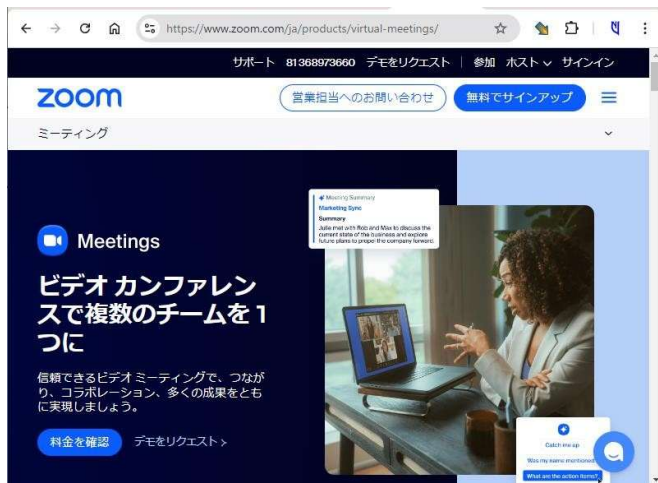 https://www.zoom.com/ja/products/virtual-meetings/
サポート 81368973660 デモをリクエスト | 参加 ホスト サインイン
zoom 営業担当へのお問い合わせ 無料でサインアップ
ミーティング
Meeting Summary
Marketing Sync
Summary
Julie met with Rob and Max to discuss the
current state of the business and explore
future plans to propel the company forward.
Meetings
ビデオ カンファレン
スで複数のチームを 1
つに
信頼できるビデオ ミーティングで、つなが
り、コラボレーション、多くの成果をとも
に実現しましょう。
料金を確認 デモをリクエスト
Catch me up
Was my name mentioned
What are the action items?